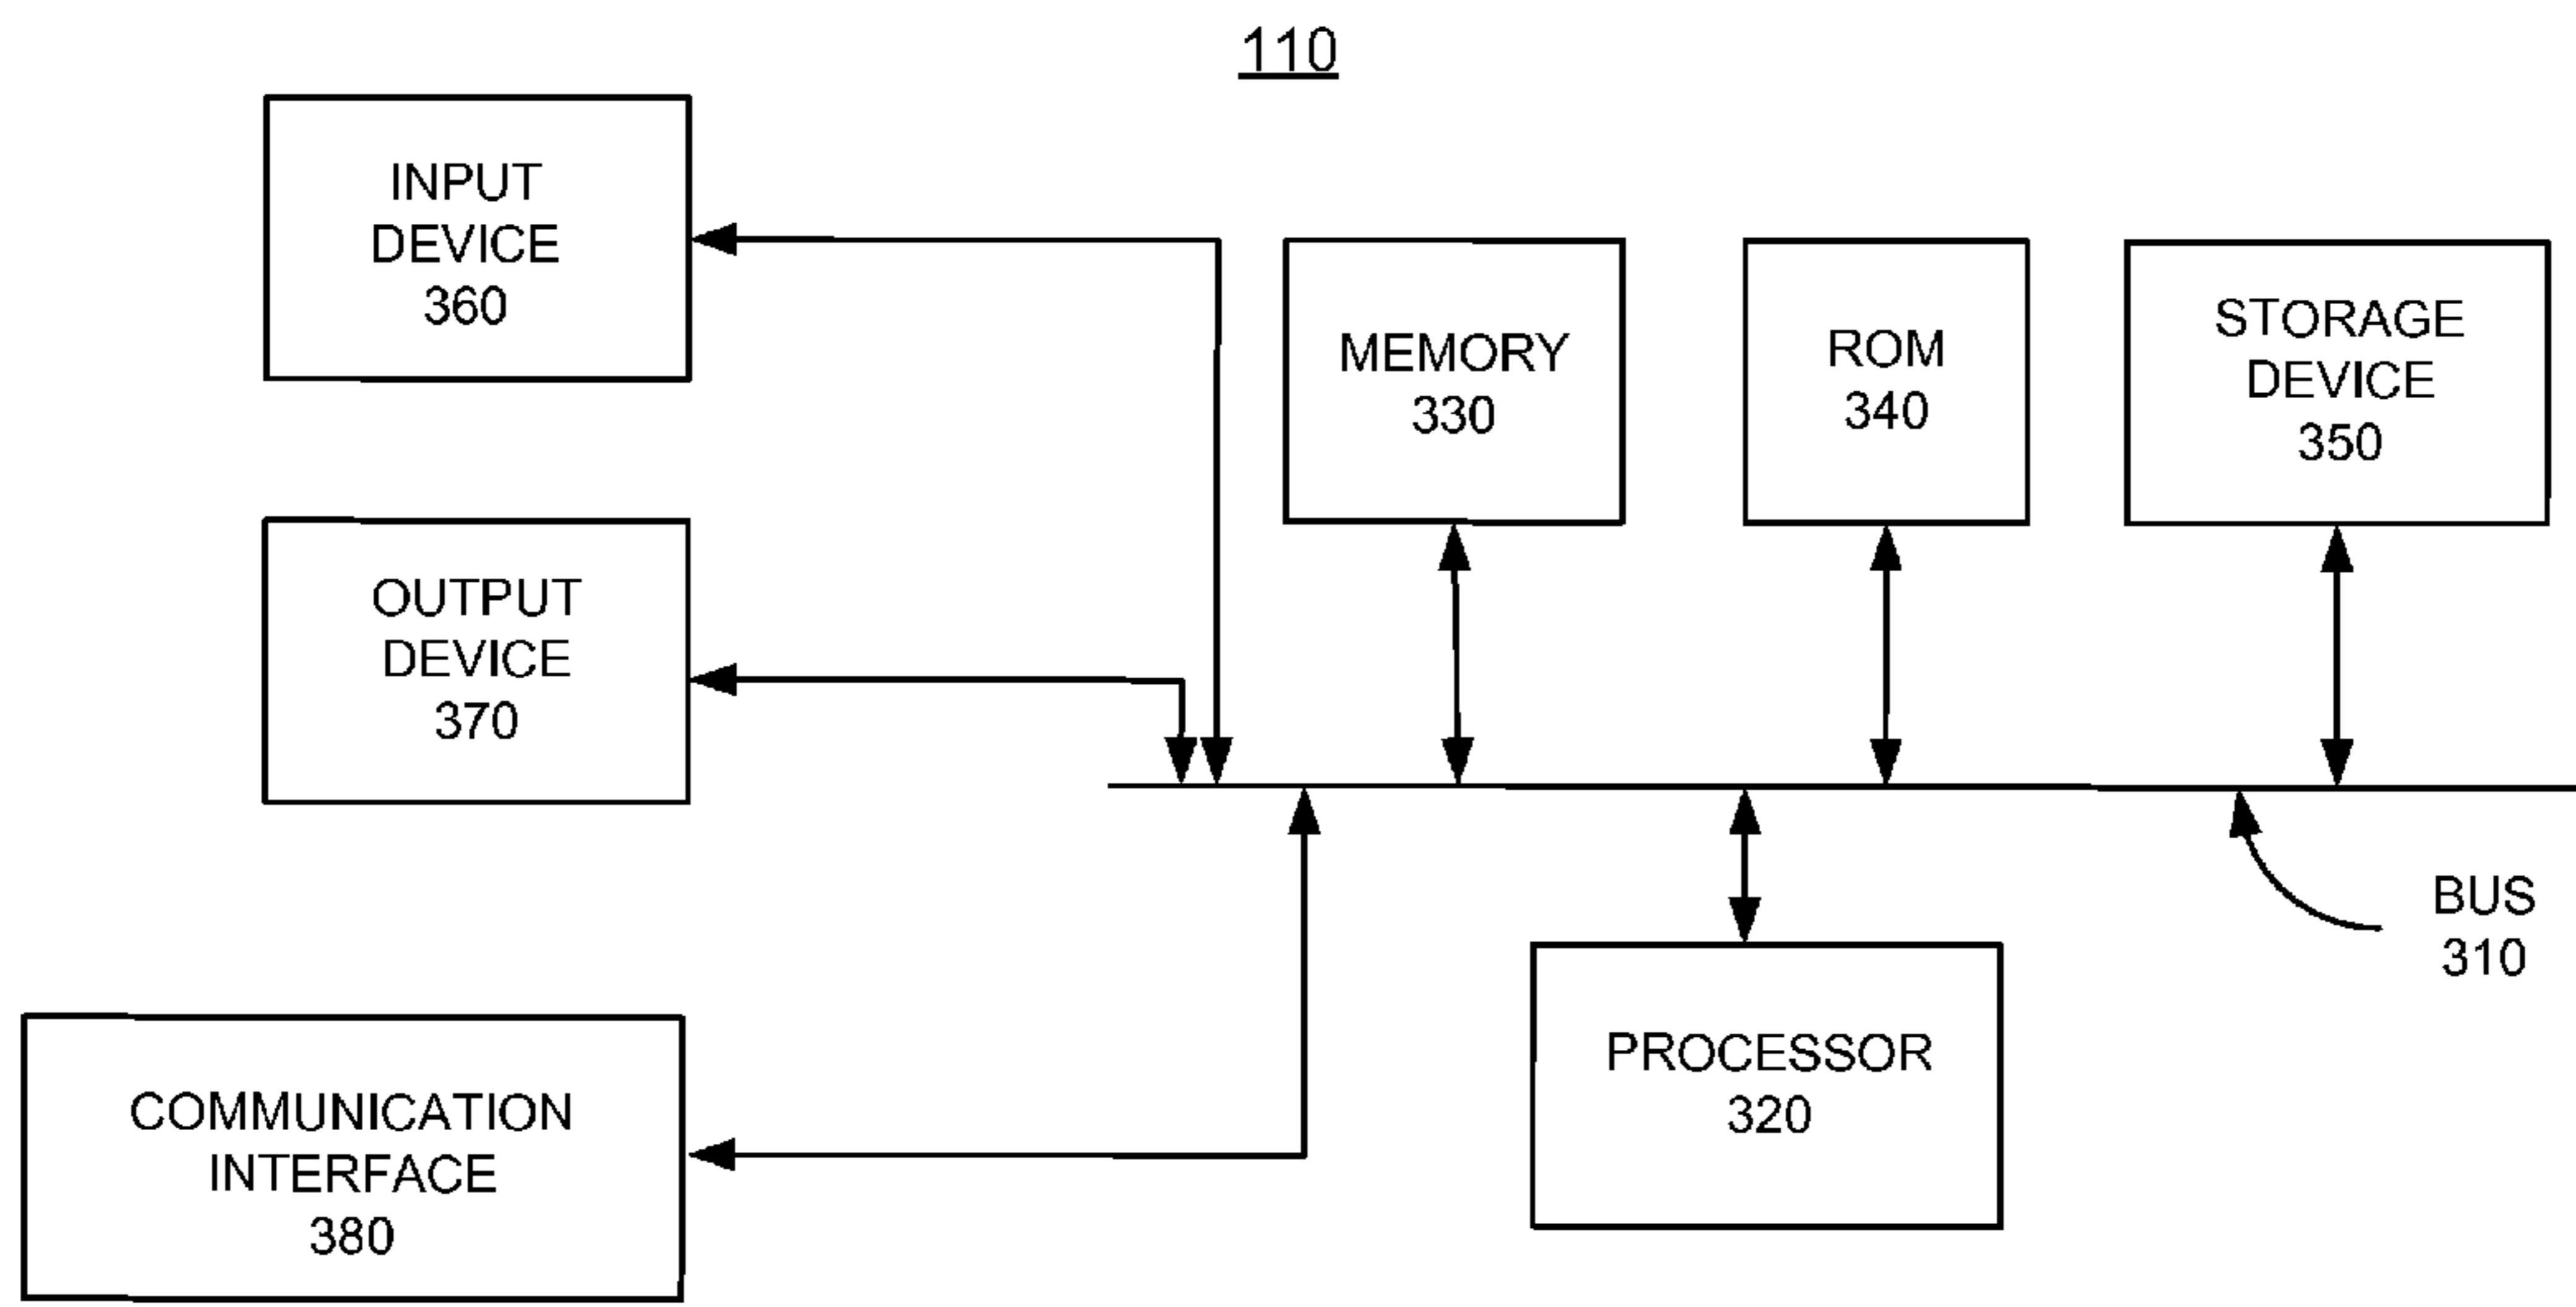 110
INPUT
DEVICE
360
MEMORY
330
ROM
340
STORAGE
DEVICE
350
OUTPUT
DEVICE
370
BUS
310
PROCESSOR
320
COMMUNICATION
INTERFACE
380